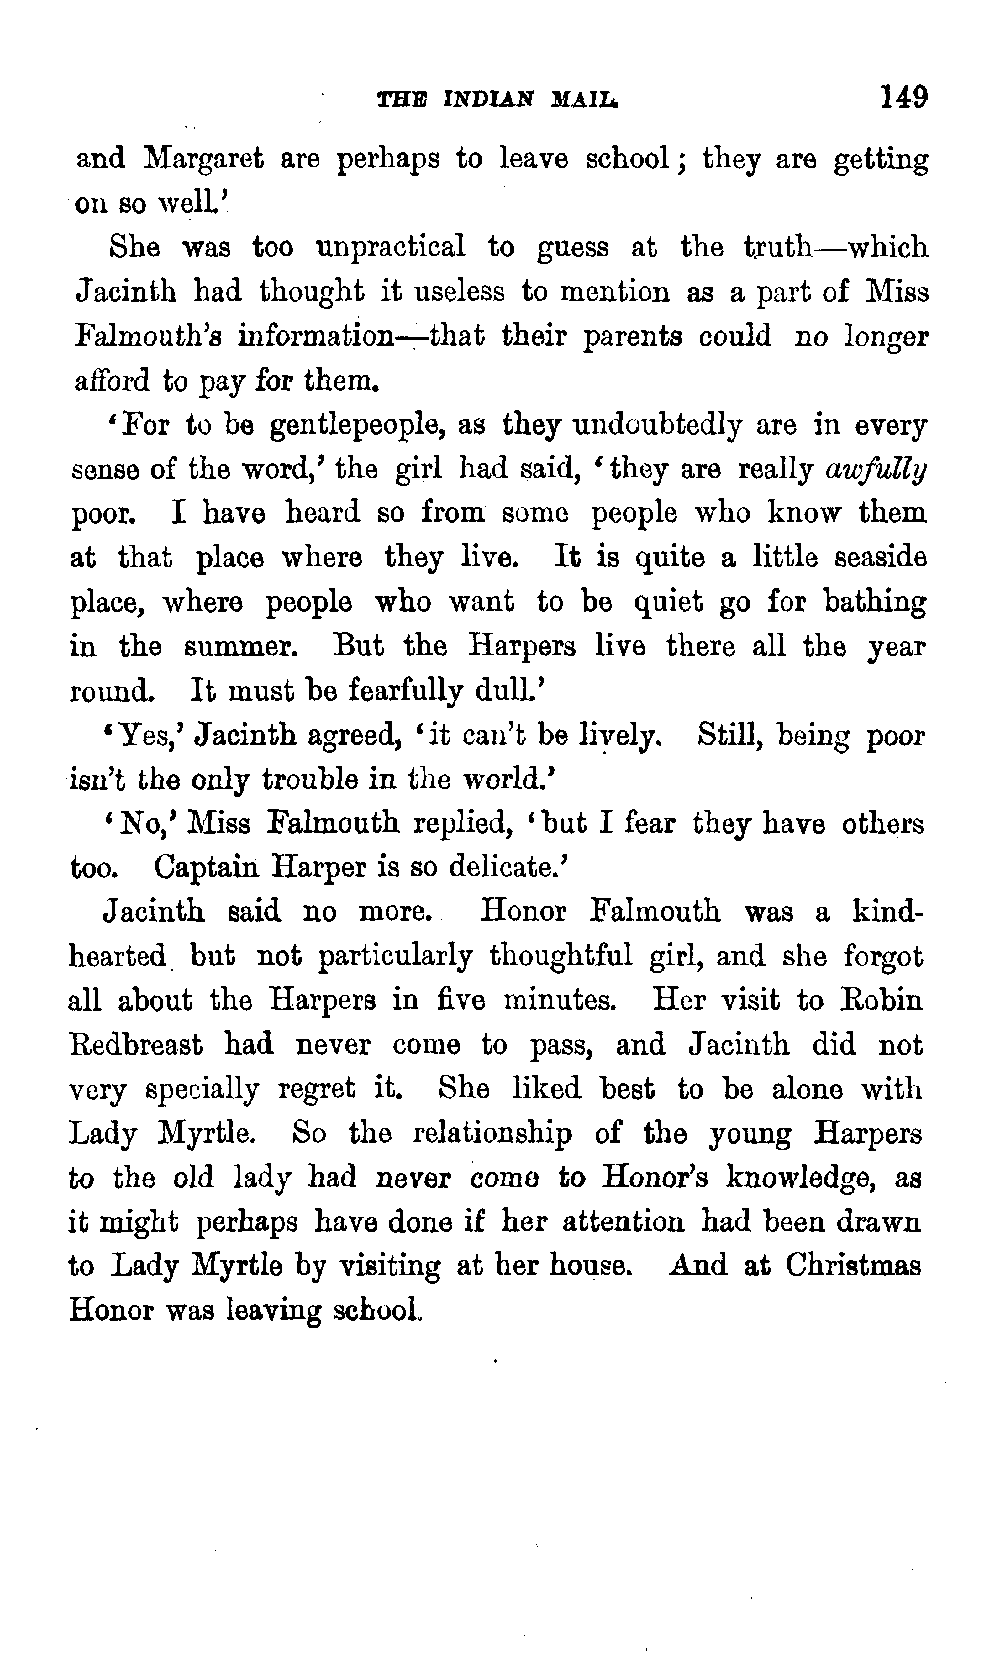 THE INDIAN MAIL. 149
and Margaret are perhaps to leave school; they are getting
on so well.’
She was too unpractical to guess at the truth—which
Jacinth had thought it useless to mention as a part of Miss
Falmouth’s information—that their parents could no longer
afford to pay for them.
‘For to be gentlepeople, as they undoubtedly are in every
sense of the word,’ the girl had said, ‘they are really awfully
poor. I have heard so from some people who know them
at that place where they live. It is quite a little seaside
place, where people who want to be quiet go for bathing
in the summer. But the Harpers live there all the year
round. It must be fearfully dull.’
‘Yes,’ Jacinth agreed, ‘it can’t be lively. Still, being poor
isn’t the only trouble in the world.’
‘No,’ Miss Falmouth replied, ‘but I fear they have others
too. Captain Harper is so delicate.’
Jacinth said no more. Honor Falmouth was a kind-
hearted but not particularly thoughtful girl, and she forgot
all about the Harpers in five minutes. Her visit to Robin
Redbreast had never come to pass, and Jacinth did not
very specially regret it. She liked best to be alone with
Lady Myrtle. So the relationship of the young Harpers
to the old lady had never come to Honor’s knowledge, as
it might perhaps have done if her attention had been drawn
to Lady Myrtle by visiting at her house. And at Christmas
Honor was leaving school.